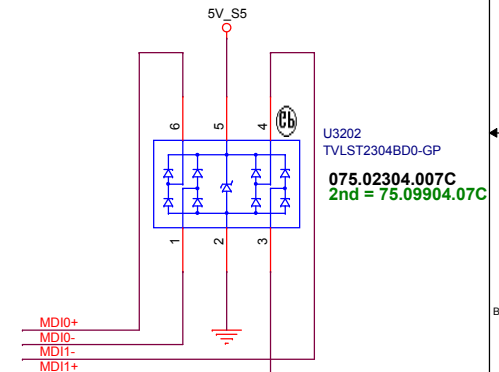 5V_S5
6
5
4
U3202
TVLST2304BD0-GP
075.02304.007C
2nd = 75.09904.07C
1
2
3
B
MDI0+
MDI0-
MDI1-
MDI1+